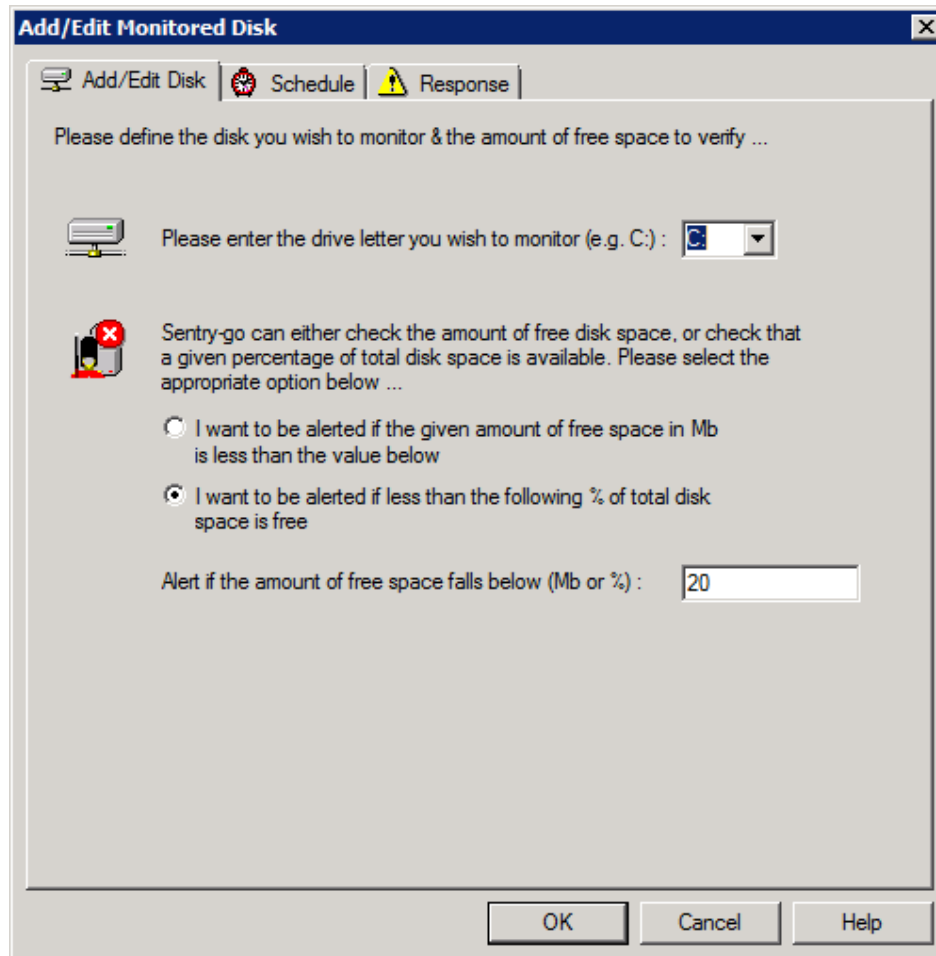 Add/Edit Monitored Disk
Add/Edit Disk
Schedule
Response
Please define the disk you wish to monitor & the amount of free space to verify ...
Please enter the drive letter you wish to monitor (e.g. C:) :
C:
Sentry-go can either check the amount of free disk space, or check that
a given percentage of total disk space is available. Please select the
appropriate option below ...
I want to be alerted if the given amount of free space in Mb
is less than the value below
I want to be alerted if less than the following % of total disk
space is free
Alert if the amount of free space falls below (Mb or %) :
20
OK
Cancel
Help